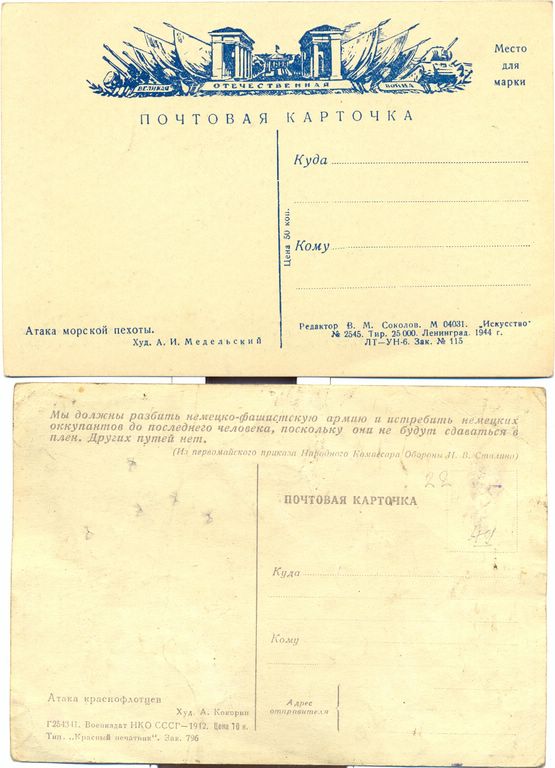 ВЕЛИКАЯ ОТЕЧЕСТВЕННАЯ ВОЙНА
Место
для
марки
ПОЧТОВАЯ КАРТОЧКА
Куда
Цена 50 коп.
Кому
Атака морской пехоты.
Худ. А. И. Медельский
Редактор В. М. Соколов. М 04031. „Искусство"
№ 2545. Тир. 25 000. Ленинград. 1944 г.
ЛТ—УН-6. Зак. № 115
Мы должны разбить немецко-фашистскую армию и истребить немецких
оккупантов до последнего человека, поскольку они не будут сдаваться в
плен. Других путей нет.
(Из первомайского приказа Народного Комиссара Обороны И. В. Сталина)
22
ПОЧТОВАЯ КАРТОЧКА
Куда
Кому
Адрес
отправителя
Атака краснофлотцев
Худ. А. Кокорин
Г254341. Воениздат НКО СССР—1942. Цена 70 к.
Тип. „Красный печатник". Зак. 796